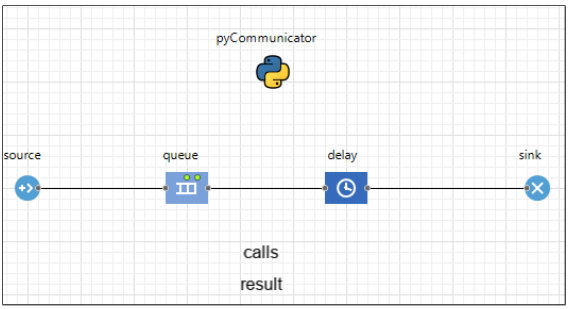 pyCommunicator
source queue delay sink
calls
result